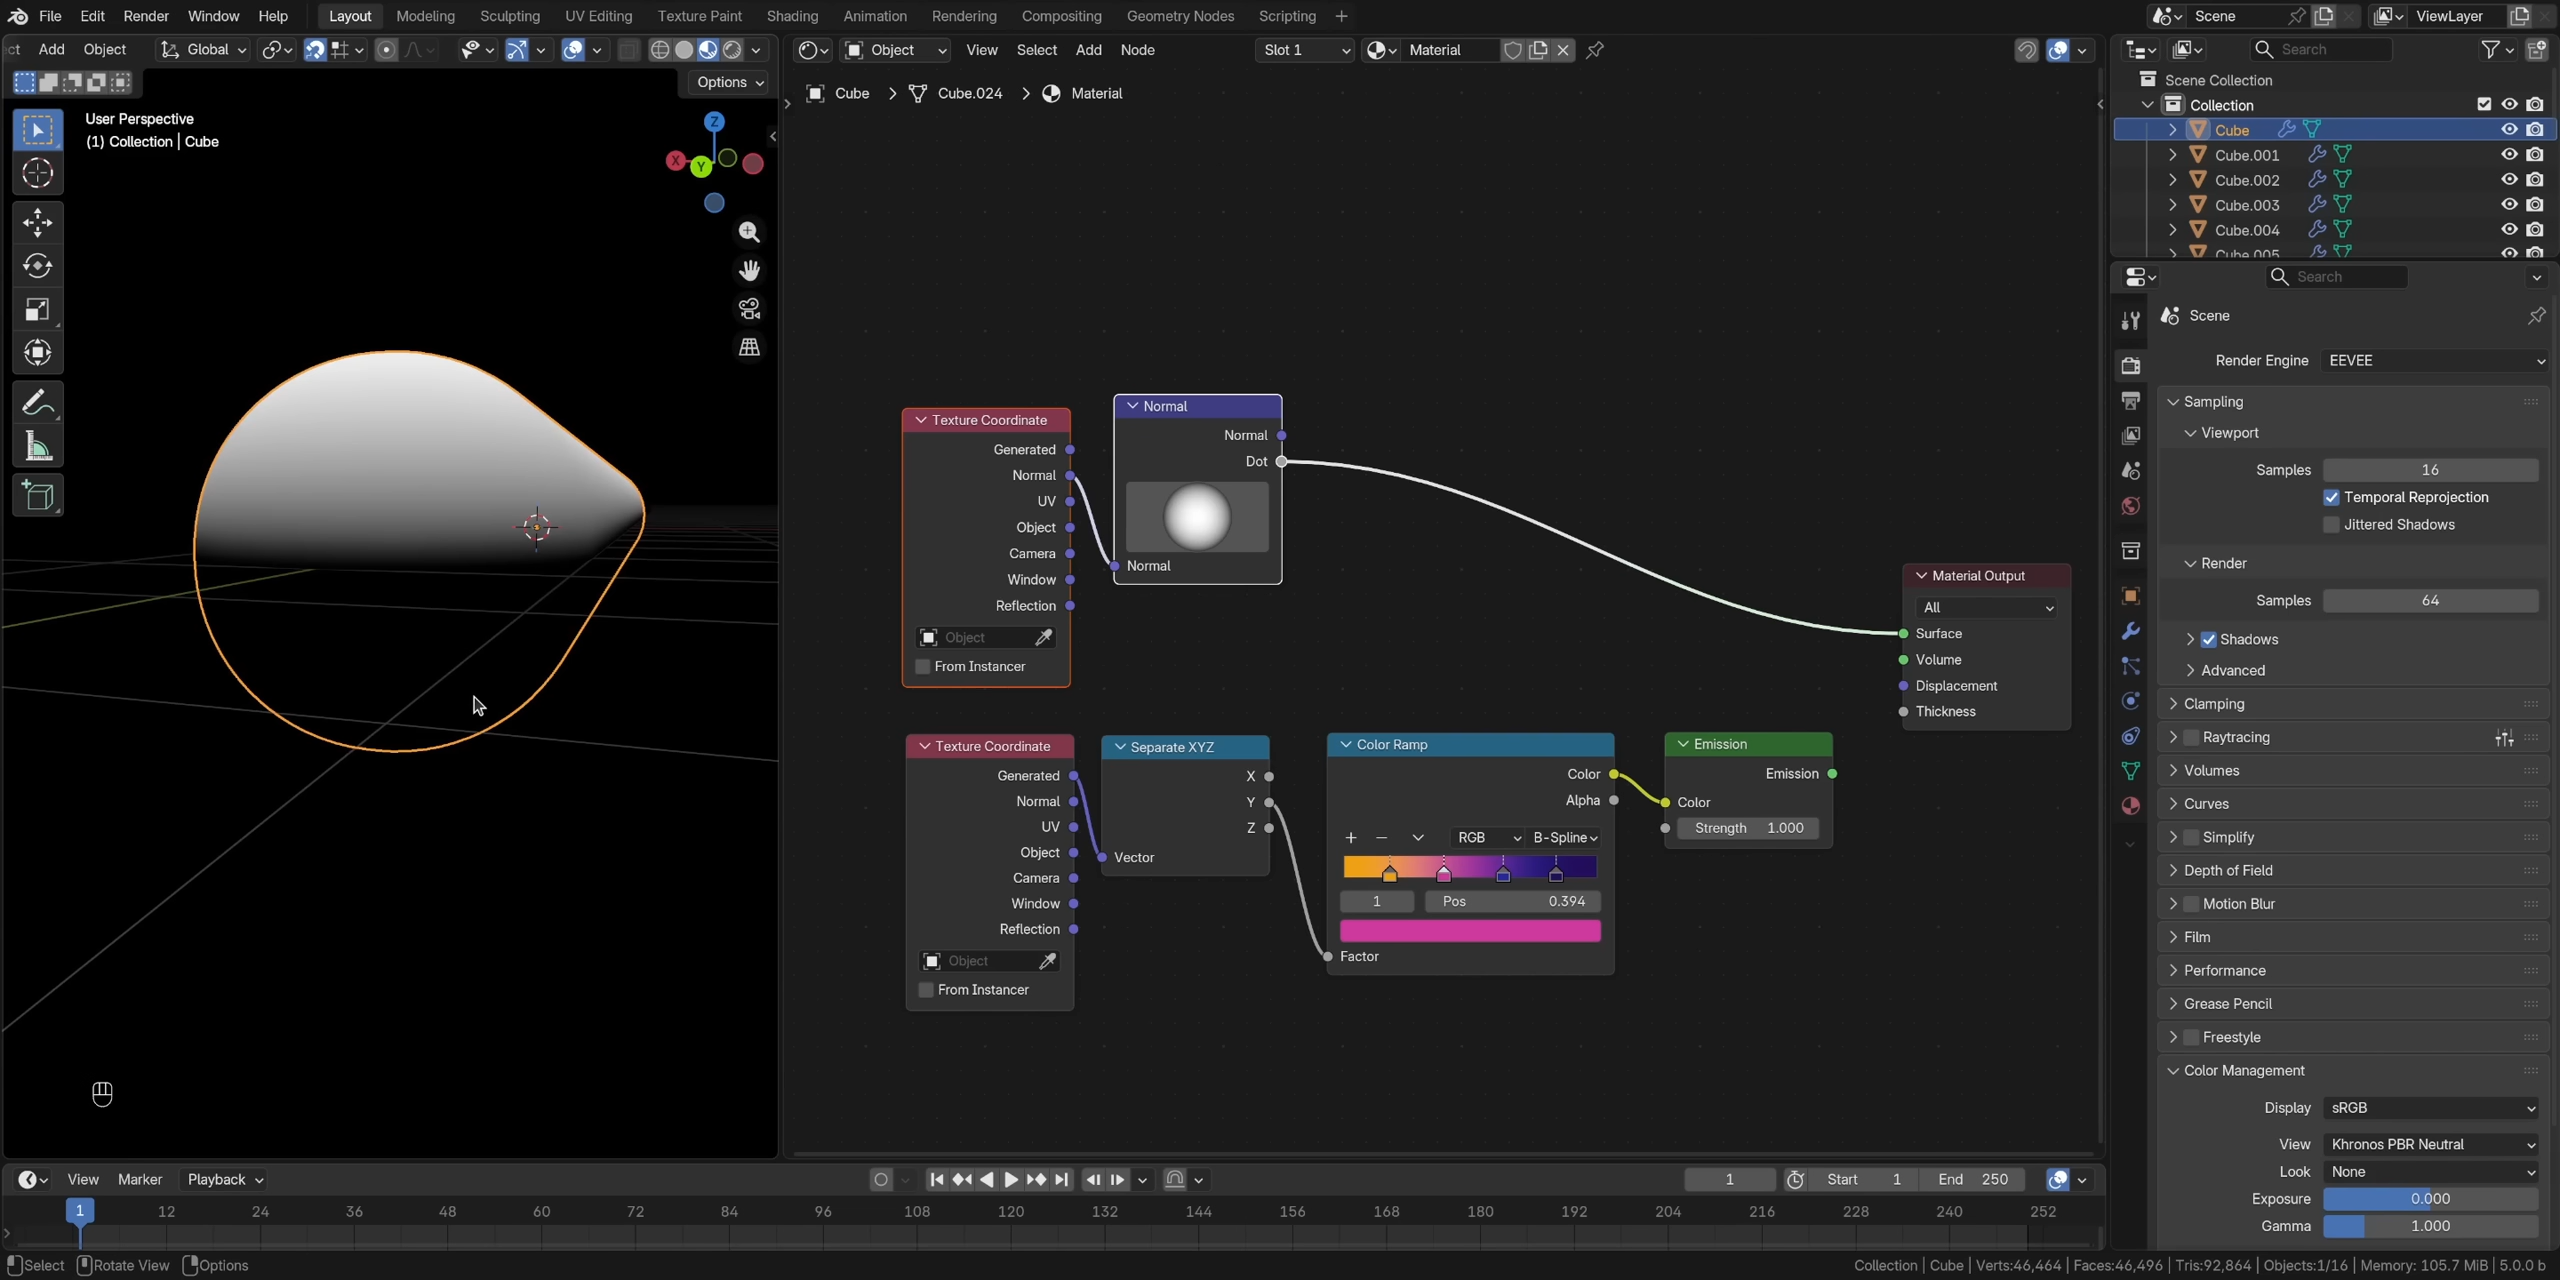 File Edit Render Window Help Layout Modeling Sculpting UV Editing Texture Paint Shading Animation Rendering Compositing Geometry Nodes Scripting + Scene ViewLayer
ct Add Object Global
Object View Select Add Node Slot 1 Material
Search
Options
User Perspective
(1) Collection | Cube
Z
X
Y
Cube > Cube.024 > Material
Scene Collection
Collection
Cube
Cube.001
Cube.002
Cube.003
Cube.004
Cube.005
Texture Coordinate
Generated
Normal
UV
Object
Camera
Window
Reflection
Object
From Instancer
Normal
Normal
Dot
Normal
Material Output
All
Surface
Volume
Displacement
Thickness
Texture Coordinate
Generated
Normal
UV
Object
Camera
Window
Reflection
Object
From Instancer
Separate XYZ
X
Y
Z
Vector
Color Ramp
Color
Alpha
+ − RGB B-Spline
1 Pos 0.394
Factor
Emission
Emission
Color
Strength 1.000
Search
Scene
Render Engine EEVEE
Sampling
Viewport
Samples 16
Temporal Reprojection
Jittered Shadows
Render
Samples 64
Shadows
Advanced
Clamping
Raytracing
Volumes
Curves
Simplify
Depth of Field
Motion Blur
Film
Performance
Grease Pencil
Freestyle
Color Management
Display sRGB
View Khronos PBR Neutral
Look None
Exposure 0.000
Gamma 1.000
View Marker Playback 1 Start 1 End 250
1 12 24 36 48 60 72 84 96 108 120 132 144 156 168 180 192 204 216 228 240 252
Select Rotate View Options Collection | Cube | Verts:46,464 | Faces:46,496 | Tris:92,864 | Objects:1/16 | Memory: 105.7 MiB | 5.0.0 b